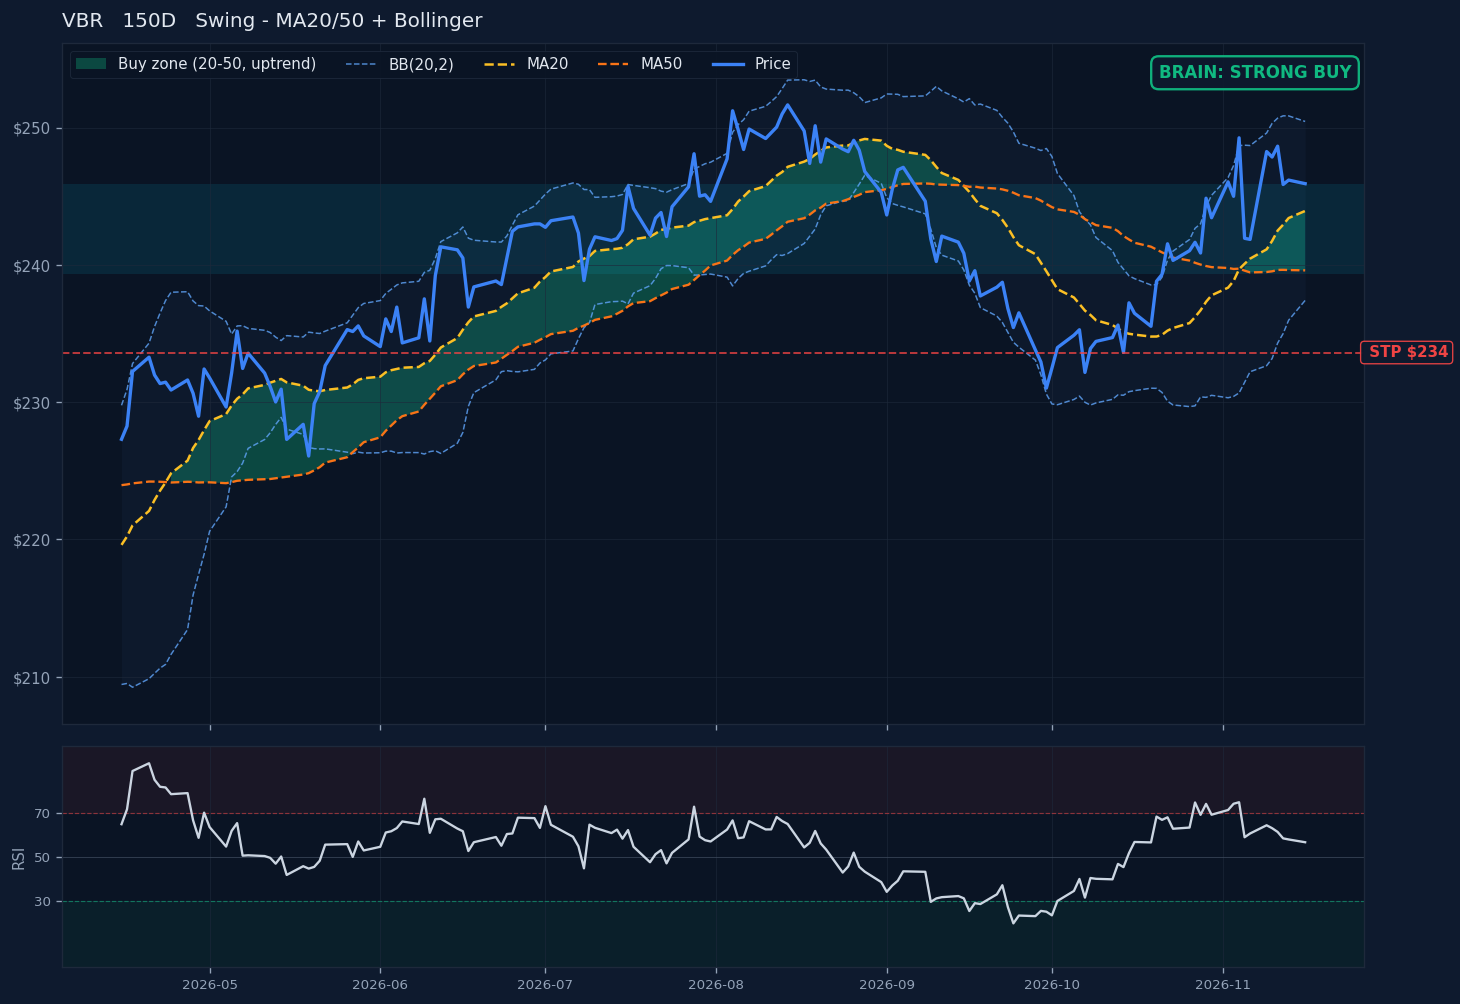 VBR   150D   Swing - MA20/50 + Bollinger
Buy zone (20-50, uptrend)
BB(20,2)
MA20
MA50
Price
BRAIN: STRONG BUY
$250
$240
$230
$220
$210
STP $234
RSI
70
50
30
2026-05
2026-06
2026-07
2026-08
2026-09
2026-10
2026-11